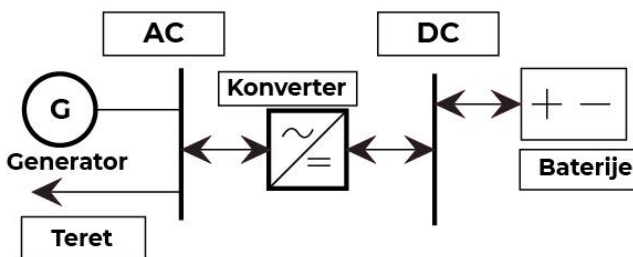 AC
DC
Konverter
G
Generator
Baterije
Teret